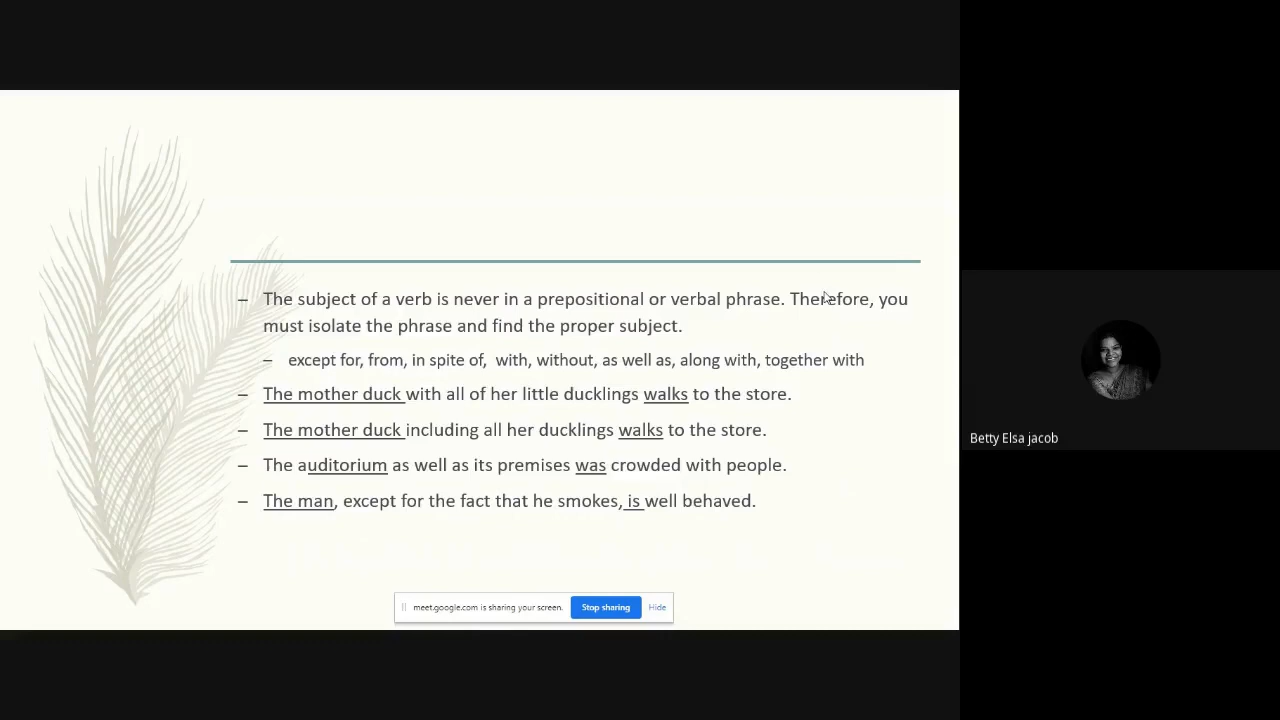 – The subject of a verb is never in a prepositional or verbal phrase. Therefore, you
must isolate the phrase and find the proper subject.
– except for, from, in spite of, with, without, as well as, along with, together with
– The mother duck with all of her little ducklings walks to the store.
– The mother duck including all her ducklings walks to the store.
– The auditorium as well as its premises was crowded with people.
– The man, except for the fact that he smokes, is well behaved.
meet.google.com is sharing your screen. Stop sharing Hide
Betty Elsa jacob